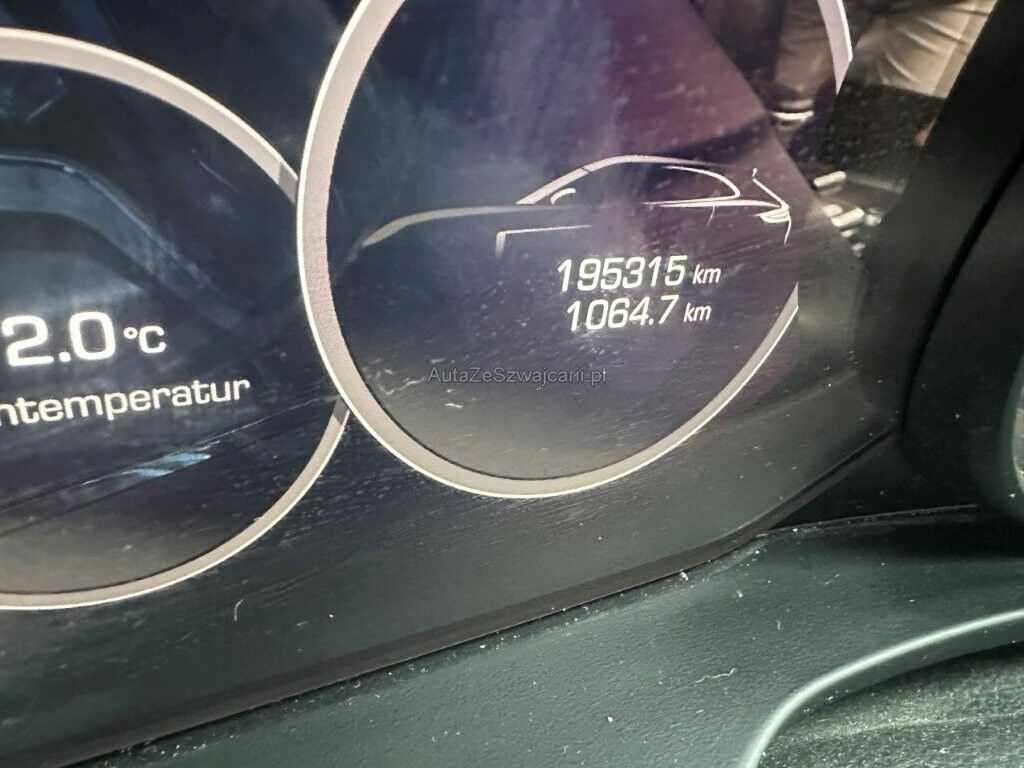 195315 km
1064.7 km
2.0 °C
ntemperatur
AutaZeSzwajcarii.pl